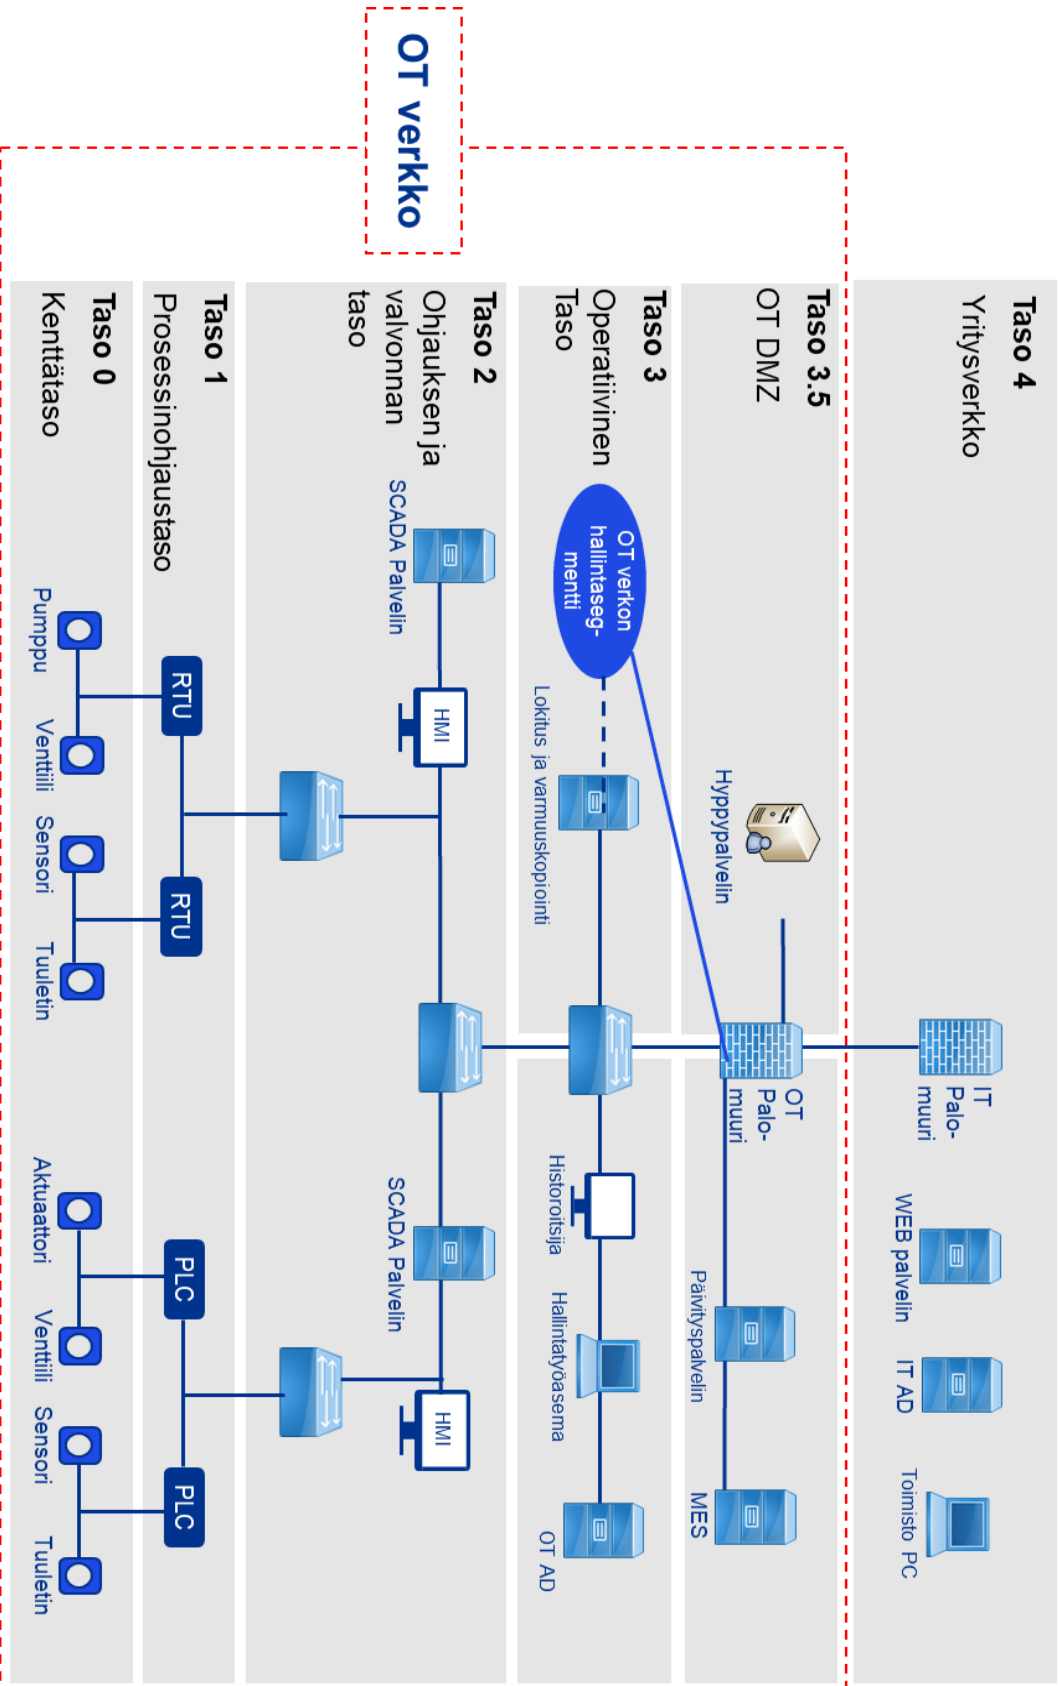 OT verkko
Taso 4
Yritysverkko
IT
Palo-
muuri
WEB palvelin
IT AD
Toimisto PC
Taso 3.5
OT DMZ
Hyppypalvelin
OT
Palo-
muuri
Päivityspalvelin
MES
Taso 3
Operatiivinen
Taso
OT verkon
hallintaseg-
mentti
Lokitus ja varmuuskopiointi
Historoitsija
Hallintatyöasema
OT AD
Taso 2
Ohjauksen ja
valvonnan
taso
SCADA Palvelin
HMI
SCADA Palvelin
HMI
Taso 1
Prosessinohjaustaso
RTU
RTU
PLC
PLC
Taso 0
Kenttätaso
Pumppu
Venttiili
Sensori
Tuuletin
Aktuaattori
Venttiili
Sensori
Tuuletin